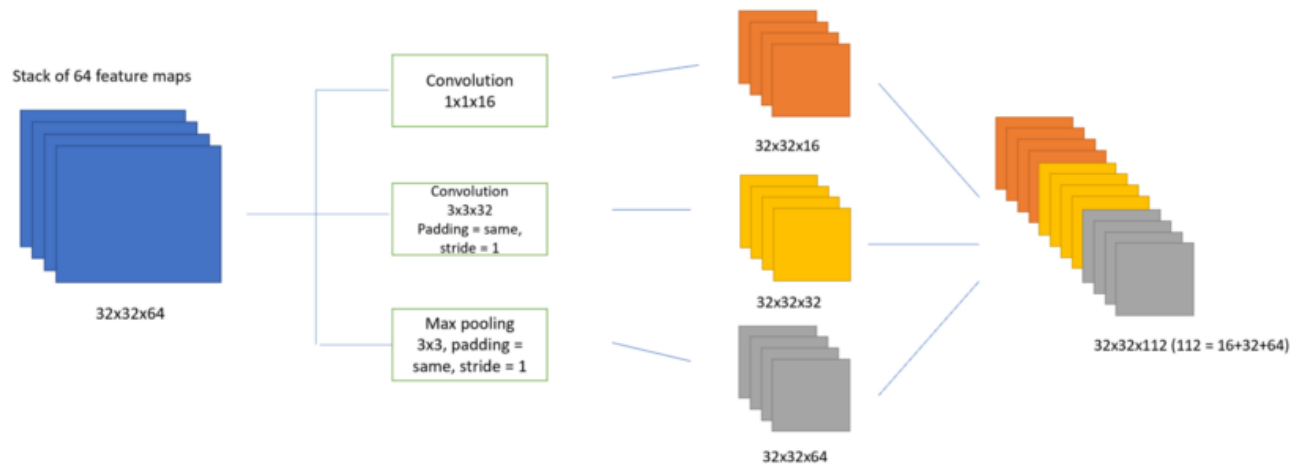 Stack of 64 feature maps
32x32x64
Convolution
1x1x16
Convolution
3x3x32
Padding = same,
stride = 1
Max pooling
3x3, padding =
same, stride = 1
32x32x16
32x32x32
32x32x64
32x32x112 (112 = 16+32+64)